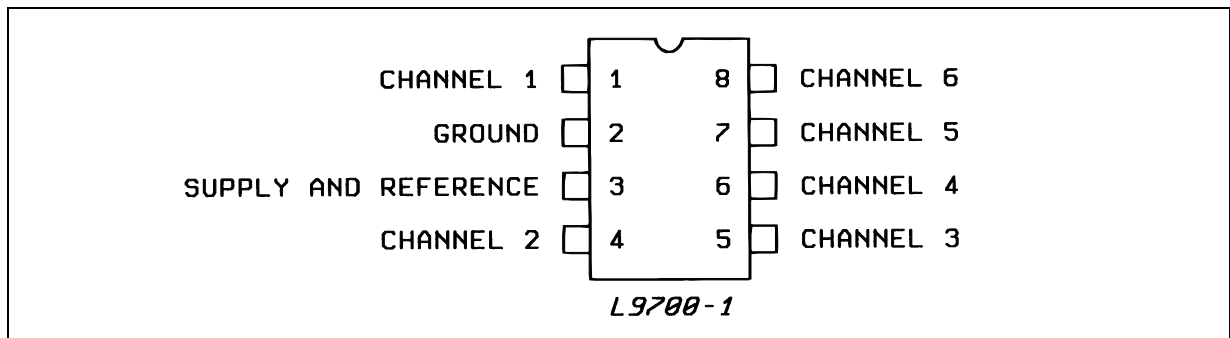 CHANNEL 1 1 8 CHANNEL 6
GROUND 2 7 CHANNEL 5
SUPPLY AND REFERENCE 3 6 CHANNEL 4
CHANNEL 2 4 5 CHANNEL 3
L9700-1